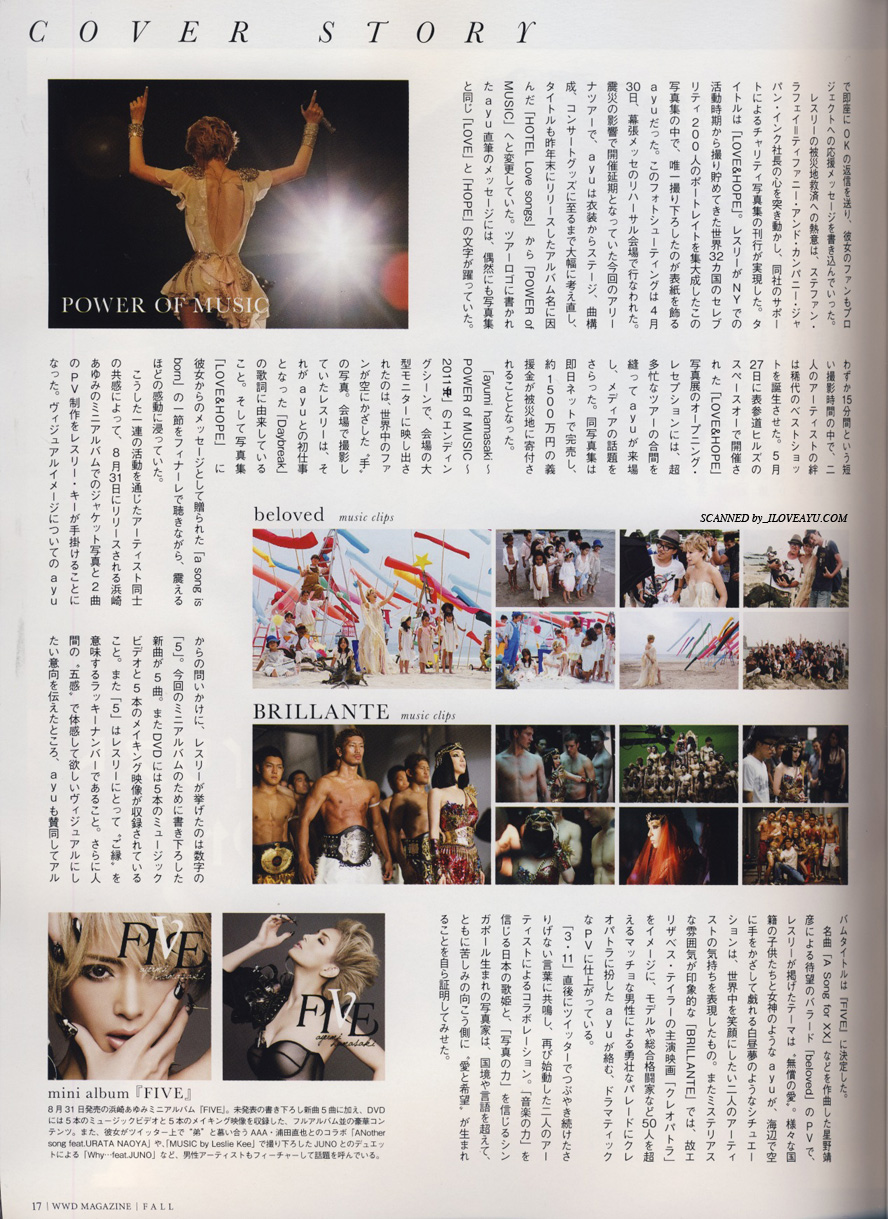 COVER STORY
で即座にOKの返信を送り、彼女のファンもプロ
ジェクトへの応援メッセージを書き込んでいった。
レスリーの被災地救済への熱意は、ステファン・
ラフェイ＝ティファニー・アンド・カンパニー・ジャ
パン・インク社長の心を突き動かし、同社のサポー
トによるチャリティ写真集の刊行が実現した。タ
イトルは『LOVE&HOPE』。レスリーがNYでの
活動時期から撮り貯めてきた世界32カ国のセレブ
リティ200人のポートレイトを集大成したこの
写真集の中で、唯一撮り下ろしたのが表紙を飾る
ayuだった。このフォトシューティングは4月
30日、幕張メッセのリハーサル会場で行なわれた。
震災の影響で開催延期となっていた今回のアリー
ナツアーで、ayuは衣装からステージ、曲構
成、コンサートグッズに至るまで大幅に考え直し、
タイトルも昨年末にリリースしたアルバム名に因
んだ「HOTEL Love songs」から「POWER of
MUSIC」へと変更していた。ツアーロゴに書かれ
たayu直筆のメッセージには、偶然にも写真集
と同じ「LOVE」と「HOPE」の文字が躍っていた。
POWER OF MUSIC
わずか15分間という短
い撮影時間の中で、二
人のアーティストの絆
は稀代のベストショッ
トを誕生させた。5月
27日に表参道ヒルズの
スペースオーで開催さ
れた『LOVE&HOPE』
写真展のオープニング・
レセプションには、超
多忙なツアーの合間を
縫ってayuが来場
し、メディアの話題を
さらった。同写真集は
即日ネットで完売し、
約1500万円の義
援金が被災地に寄付さ
れることとなった。
「ayumi hamasaki～
POWER of MUSIC～
2011
」のエンディン
グシーンで、会場の大
型モニターに映し出さ
れたのは、世界中のファ
ンが空にかざした〝手〟
の写真。会場で撮影し
ていたレスリーは、そ
れがayuとの初仕事
となった「Daybreak」
の歌詞に由来している
こと。そして写真集
『LOVE&HOPE』に
彼女からのメッセージとして贈られた「a song is
born」の一節をフィナーレで聴きながら、震える
ほどの感動に浸っていた。
こうした一連の活動を通じたアーティスト同士
の共感によって、8月31日にリリースされる浜崎
あゆみのミニアルバムでのジャケット写真と2曲
のPV制作をレスリー・キーが手掛けることに
なった。ヴィジュアルイメージについてのayu
beloved music clips
SCANNED by_ILOVEAYU.COM
BRILLANTE music clips
からの問いかけに、レスリーが挙げたのは数字の
「5」。今回のミニアルバムのために書き下ろした
新曲が5曲。またDVDには5本のミュージック
ビデオと5本のメイキング映像が収録されている
こと。また「5」はレスリーにとって〝ご縁〟を
意味するラッキーナンバーであること。さらに人
間の〝五感〟で体感して欲しいヴィジュアルにし
たい意向を伝えたところ、ayuも賛同してアル
バムタイトルは『FIVE』に決定した。
名曲「A Song for XX」などを作曲した星野靖
彦による待望のバラード「beloved」のPVで、
レスリーが掲げたテーマは〝無償の愛〟。様々な国
籍の子供たちと女神のようなayuが、海辺で空
に手をかざして戯れる白昼夢のようなシチュエー
ションは、世界中を笑顔にしたい二人のアーティ
ストの気持ちを表現したもの。またミステリアス
な雰囲気が印象的な「BRILLANTE」では、故エ
リザベス・テイラーの主演映画「クレオパトラ」
をイメージに、モデルや総合格闘家など50人を超
えるマッチョな男性による勇壮なパレードにクレ
オパトラに扮したayuが絡む、ドラマティック
なPVに仕上がっている。
「3・11」直後にツイッターでつぶやき続けたさ
りげない言葉に共鳴し、再び始動した二人のアー
ティストによるコラボレーション。「音楽の力」を
信じる日本の歌姫と、「写真の力」を信じるシン
ガポール生まれの写真家は、国境や言語を超えて、
ともに苦しみの向こう側に〝愛と希望〟が生まれ
ることを自ら証明してみせた。
FIVE
ayumi hamasaki
FIVE
ayumi hamasaki
mini album『FIVE』
8月31日発売の浜崎あゆみミニアルバム『FIVE』。未発表の書き下ろし新曲5曲に加え、DVD
には5本のミュージックビデオと5本のメイキング映像を収録した、フルアルバム並の豪華コン
テンツ。また、彼女がツイッター上で“弟”と慕い合うAAA・浦田直也とのコラボ「ANother
song feat.URATA NAOYA」や、「MUSIC by Leslie Kee」で撮り下ろしたJUNOとのデュエッ
トによる「Why…feat.JUNO」など、男性アーティストもフィーチャーして話題を呼んでいる。
17 | WWD MAGAZINE | FALL